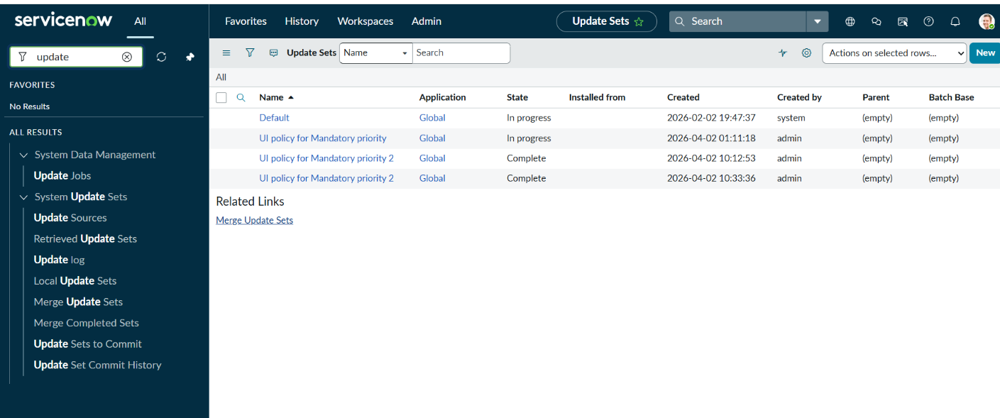 servicenow All Favorites History Workspaces Admin Update Sets Search
update
FAVORITES
No Results
ALL RESULTS
System Data Management
Update Jobs
System Update Sets
Update Sources
Retrieved Update Sets
Update log
Local Update Sets
Merge Update Sets
Merge Completed Sets
Update Sets to Commit
Update Set Commit History
Update Sets Name Search Actions on selected rows... New
All
Name Application State Installed from Created Created by Parent Batch Base
Default Global In progress 2026-02-02 19:47:37 system (empty) (empty)
UI policy for Mandatory priority Global In progress 2026-04-02 01:11:18 admin (empty) (empty)
UI policy for Mandatory priority 2 Global Complete 2026-04-02 10:12:53 admin (empty) (empty)
UI policy for Mandatory priority 2 Global Complete 2026-04-02 10:33:36 admin (empty) (empty)
Related Links
Merge Update Sets